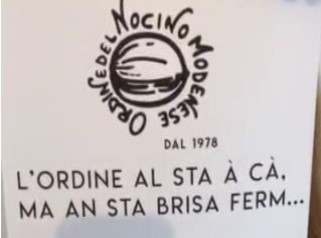 ORDINE DEL NOCINO MODENESE
DAL 1978
L'ORDINE AL STA À CÀ,
MA AN STA BRISA FERM...